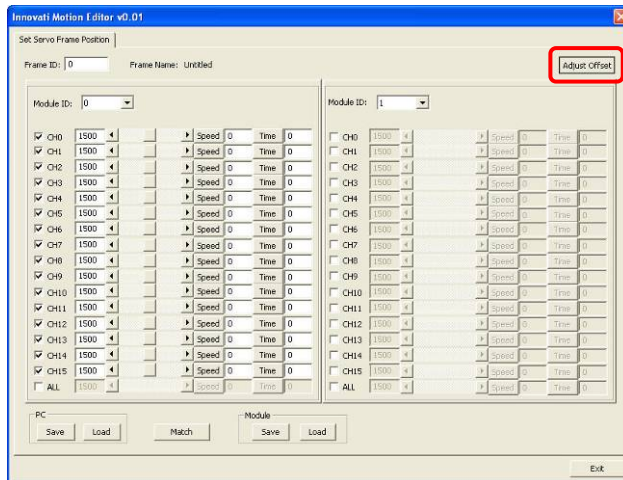 Innovati Motion Editor v0.01
Set Servo Frame Position
Frame ID: 0 Frame Name: Untitled Adjust Offset
Module ID: 0 Module ID: 1
CH0 1500 Speed 0 Time 0 CH0 1500 Speed 0 Time 0
CH1 1500 Speed 0 Time 0 CH1 1500 Speed 0 Time 0
CH2 1500 Speed 0 Time 0 CH2 1500 Speed 0 Time 0
CH3 1500 Speed 0 Time 0 CH3 1500 Speed 0 Time 0
CH4 1500 Speed 0 Time 0 CH4 1500 Speed 0 Time 0
CH5 1500 Speed 0 Time 0 CH5 1500 Speed 0 Time 0
CH6 1500 Speed 0 Time 0 CH6 1500 Speed 0 Time 0
CH7 1500 Speed 0 Time 0 CH7 1500 Speed 0 Time 0
CH8 1500 Speed 0 Time 0 CH8 1500 Speed 0 Time 0
CH9 1500 Speed 0 Time 0 CH9 1500 Speed 0 Time 0
CH10 1500 Speed 0 Time 0 CH10 1500 Speed 0 Time 0
CH11 1500 Speed 0 Time 0 CH11 1500 Speed 0 Time 0
CH12 1500 Speed 0 Time 0 CH12 1500 Speed 0 Time 0
CH13 1500 Speed 0 Time 0 CH13 1500 Speed 0 Time 0
CH14 1500 Speed 0 Time 0 CH14 1500 Speed 0 Time 0
CH15 1500 Speed 0 Time 0 CH15 1500 Speed 0 Time 0
ALL 1500 Speed 0 Time 0 ALL 1500 Speed 0 Time 0
PC Module
Save Load Match Save Load
Exit